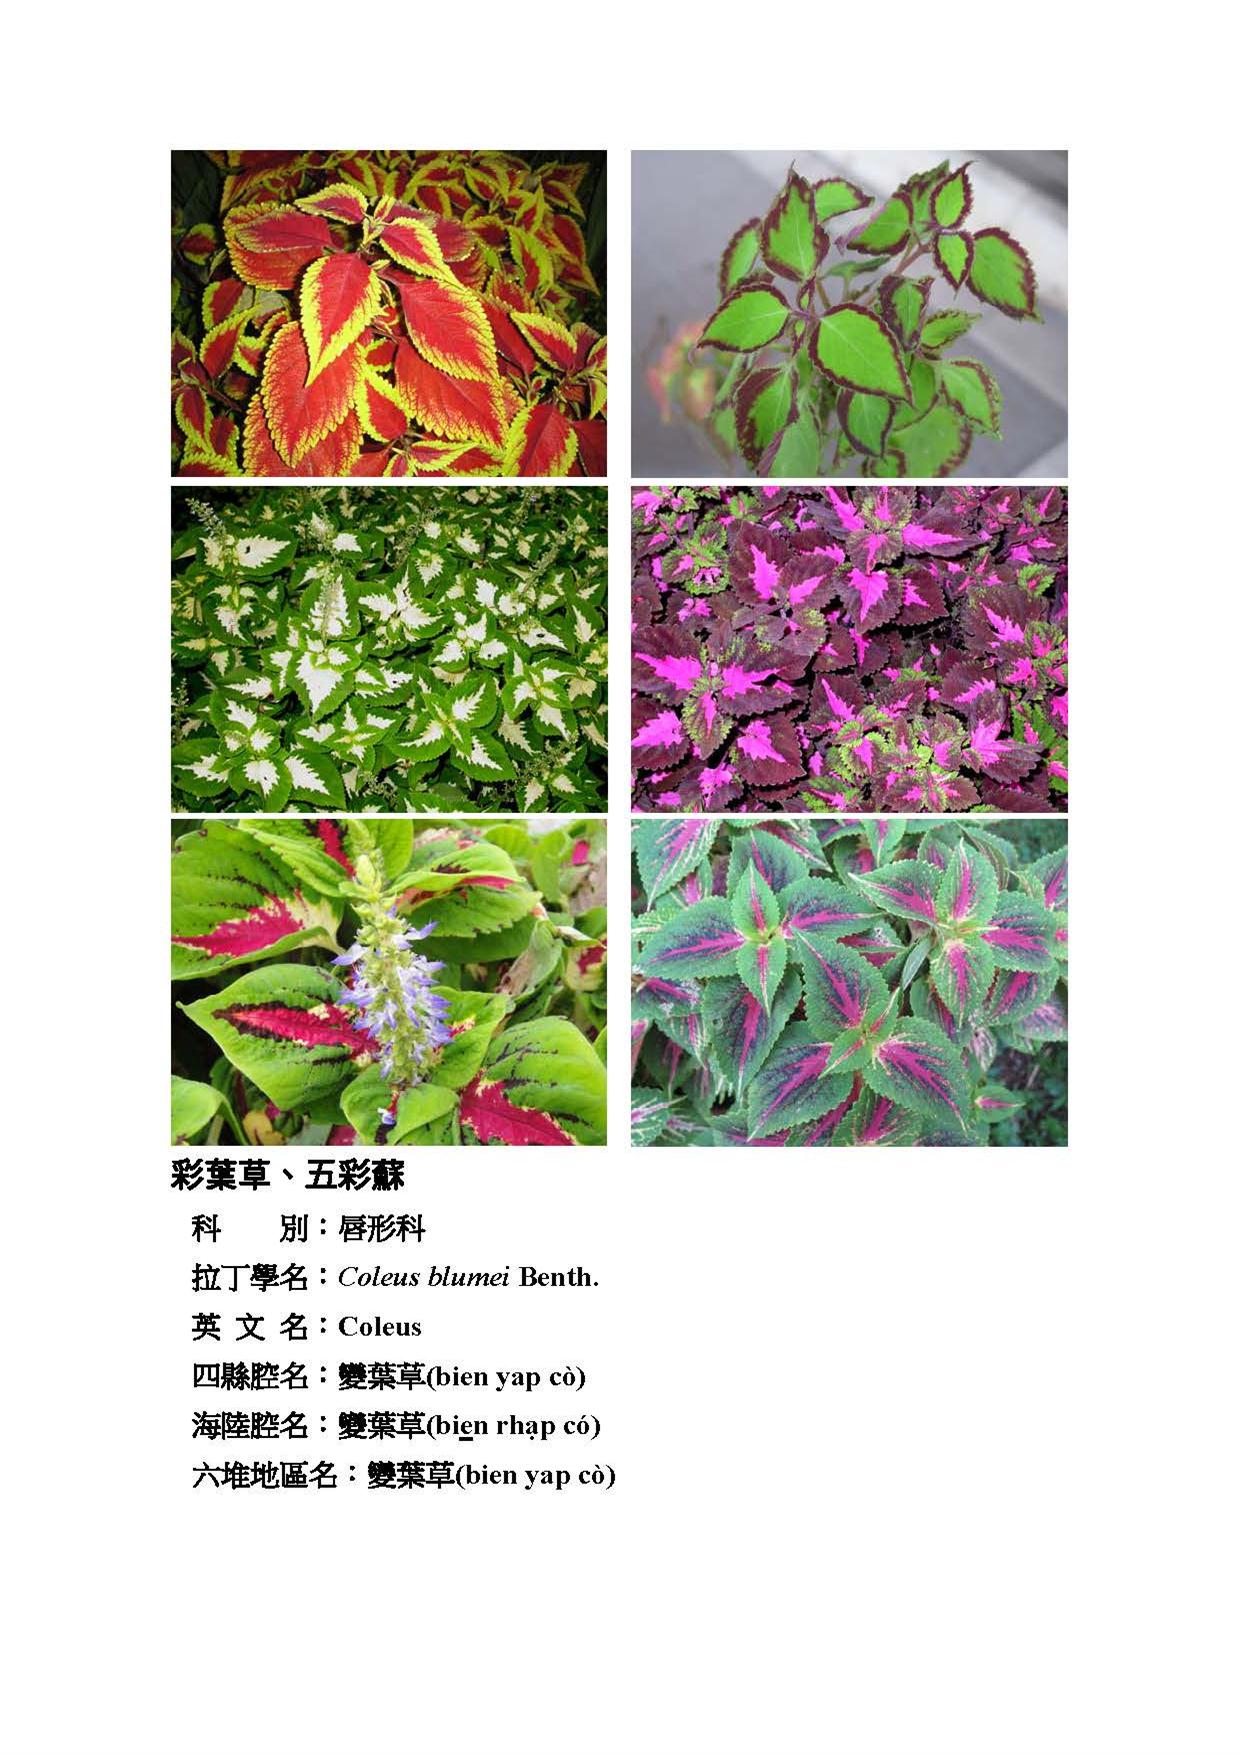 彩葉草、五彩蘇
科　　別：唇形科
拉丁學名：Coleus blumei Benth.
英 文 名：Coleus
四縣腔名：變葉草(bien yap cò)
海陸腔名：變葉草(bi<u>e</u>n rhạp có)
六堆地區名：變葉草(bien yap cò)